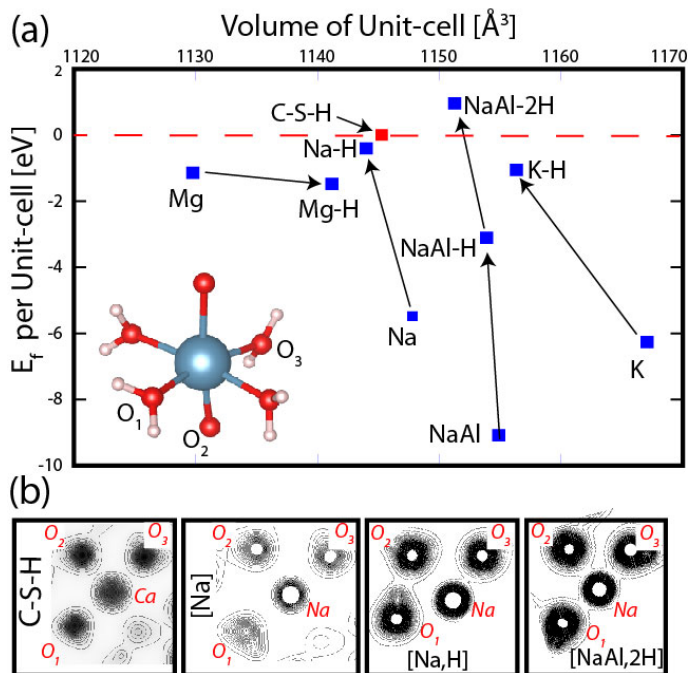 (a)
Volume of Unit-cell [Å³]
1120 1130 1140 1150 1160 1170
E_f per Unit-cell [eV]
2
0
-2
-4
-6
-8
-10
C-S-H
NaAl-2H
Na-H
K-H
Mg
Mg-H
NaAl-H
Na
K
NaAl
O₃
O₁
O₂
(b)
C-S-H
O₂
O₃
Ca
O₁
[Na]
O₂
O₃
Na
O₁
O₂
O₃
Na
O₁
[Na,H]
O₂
O₃
Na
O₁
[NaAl,2H]